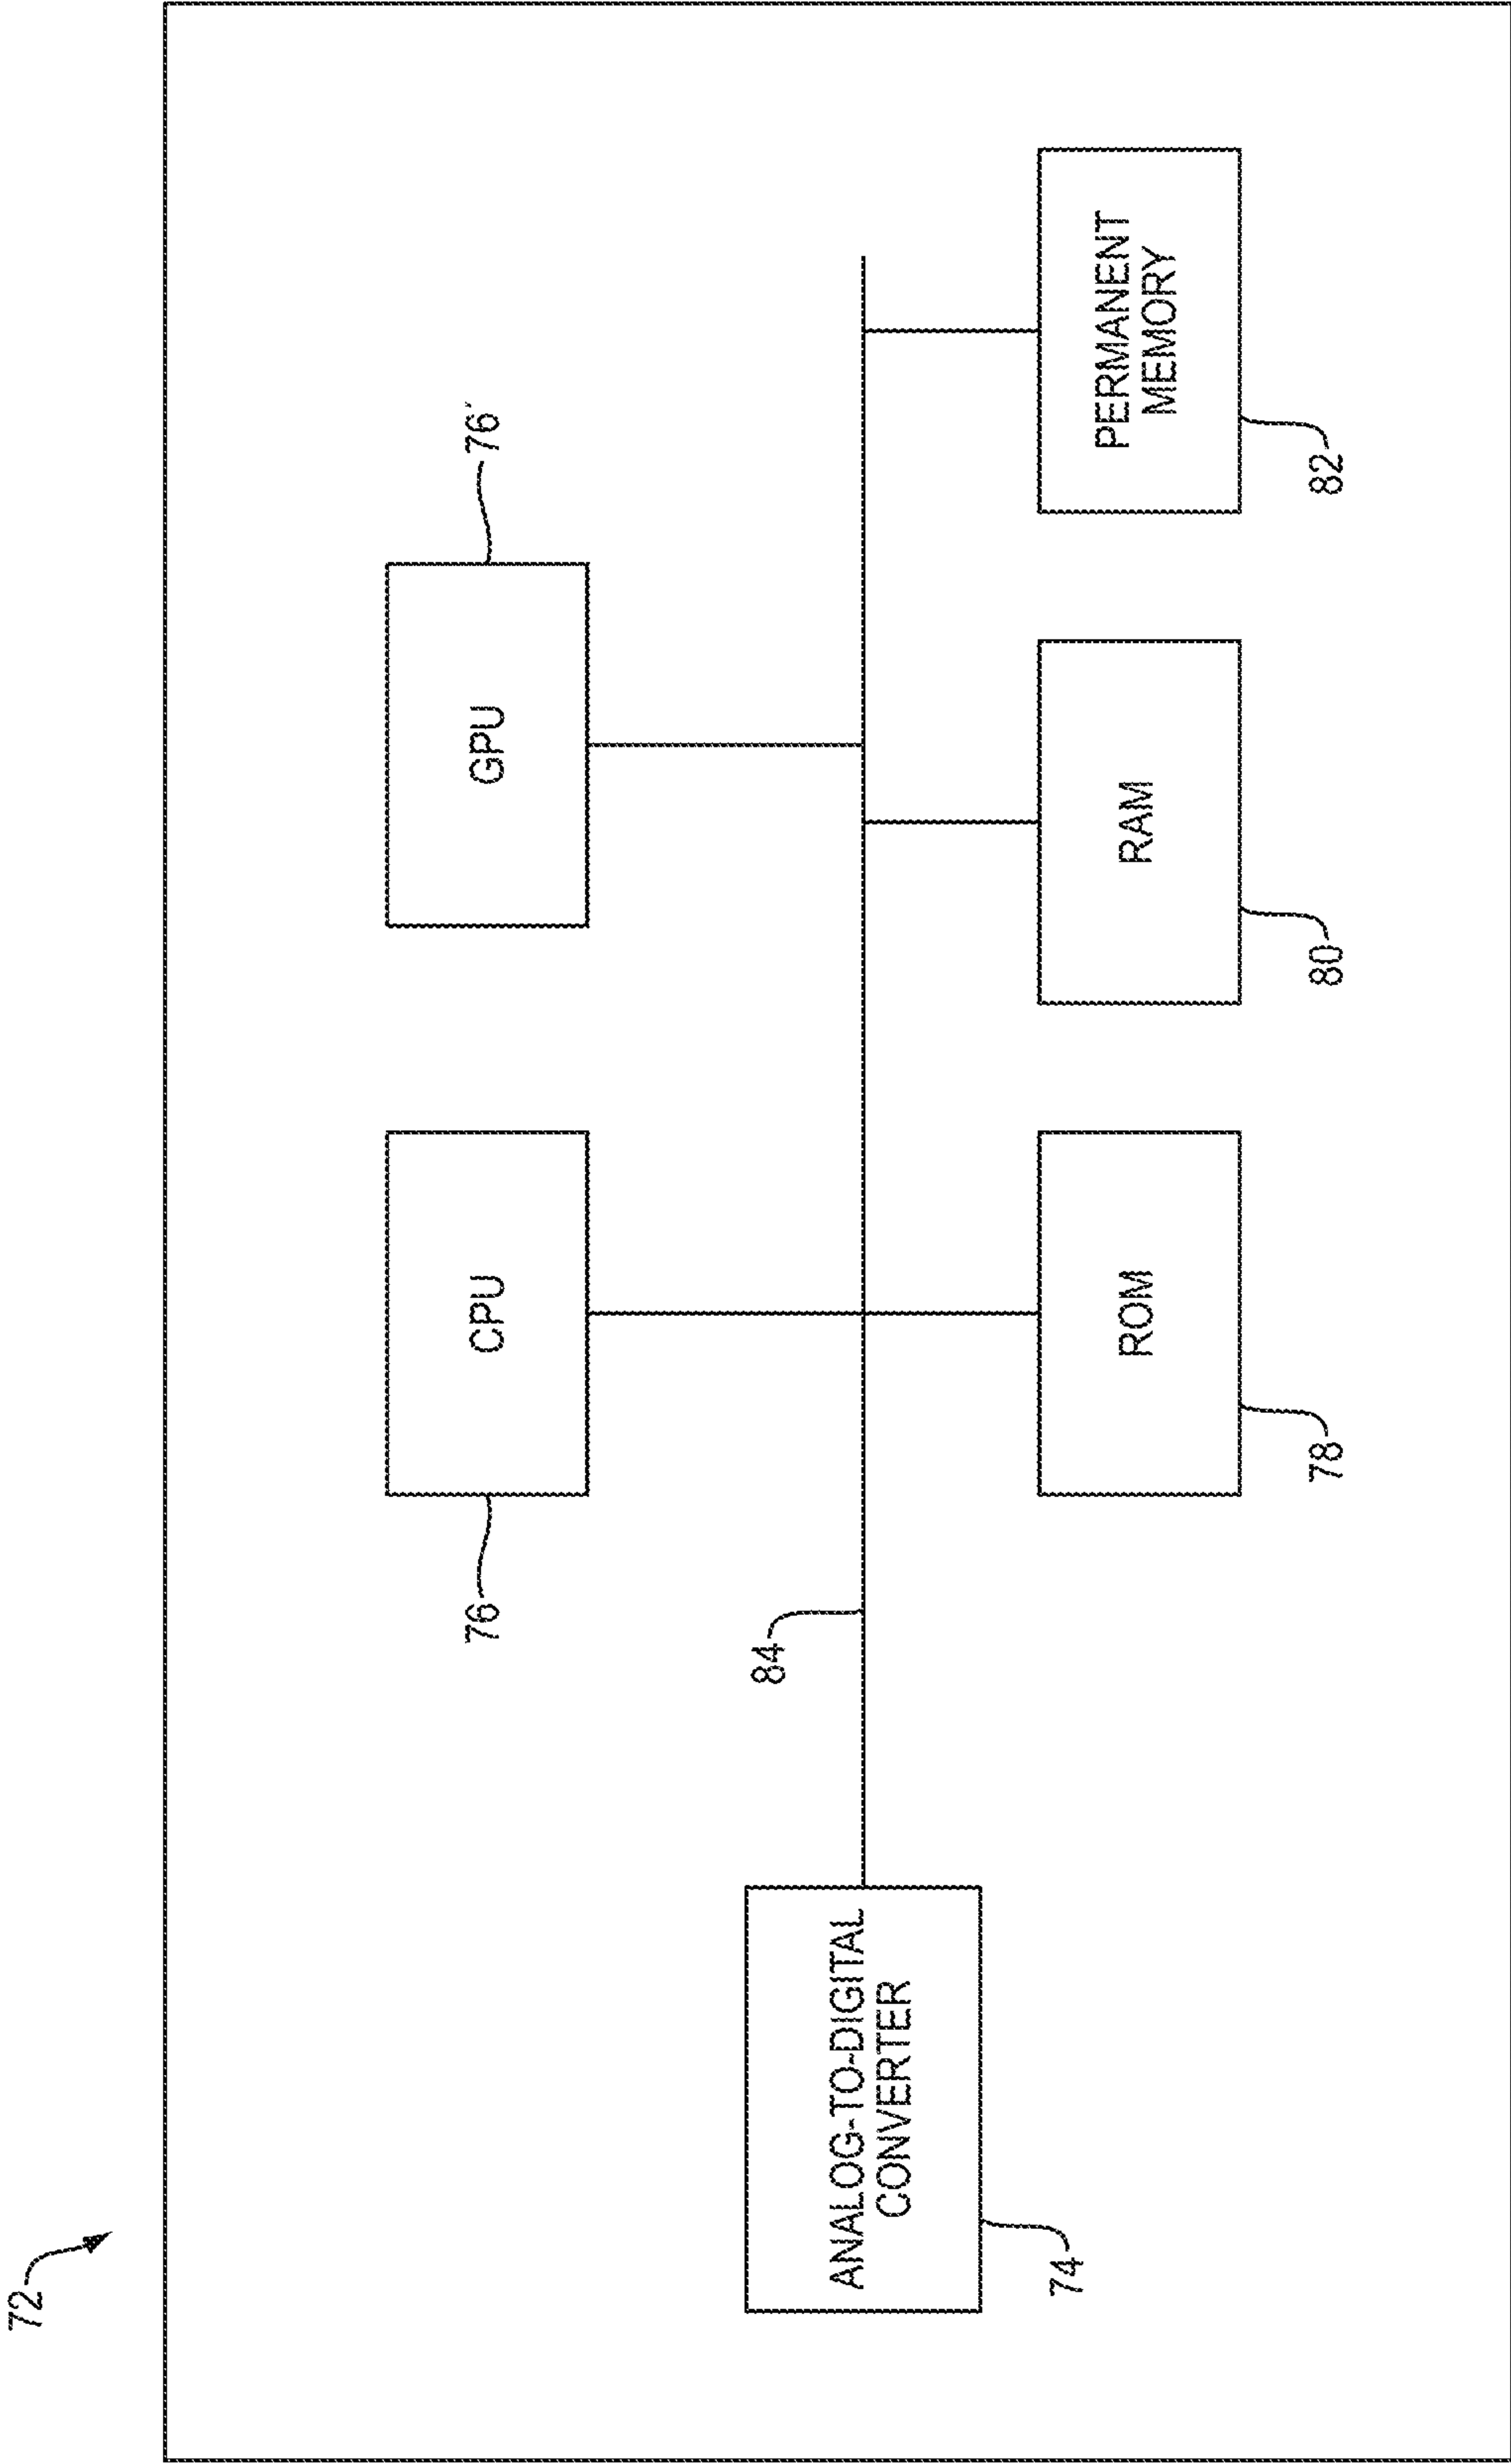 72
CPU
76
GPU
76'
84
ANALOG-TO-DIGITAL
CONVERTER
74
ROM
78
RAM
80
PERMANENT
MEMORY
82